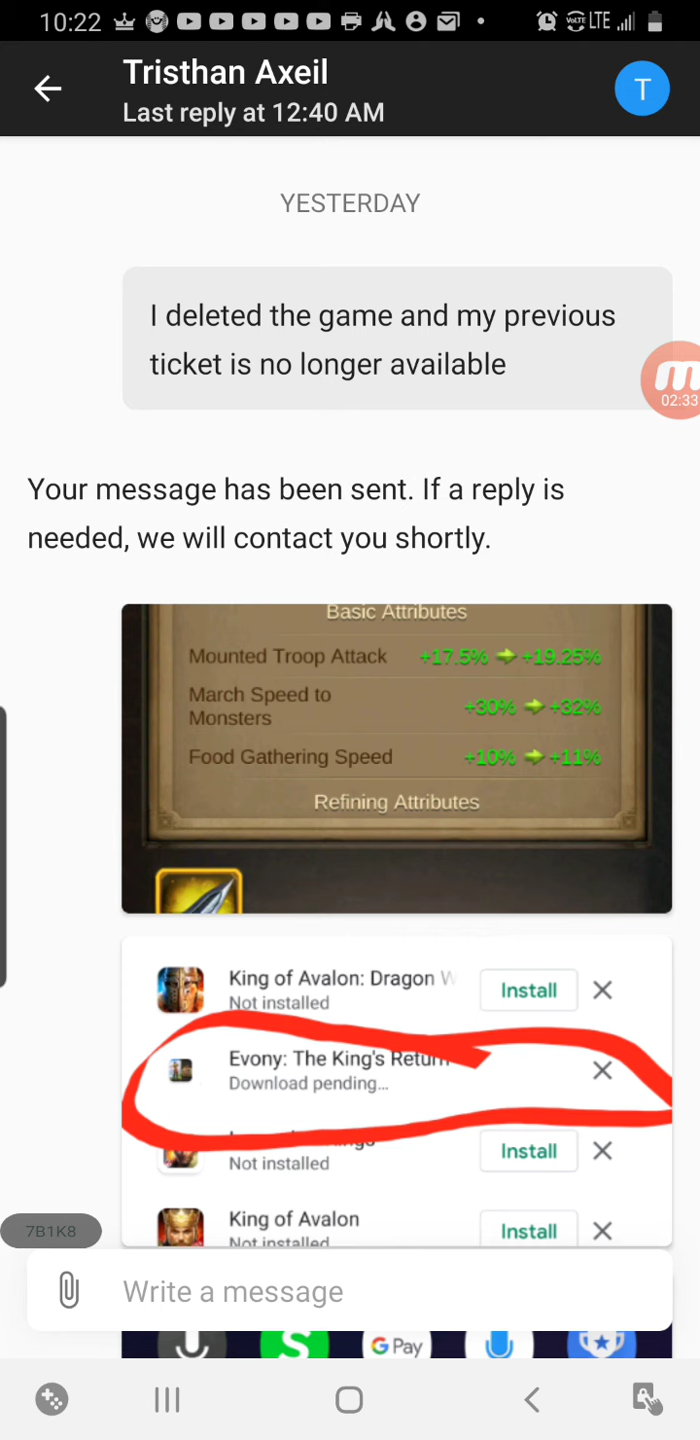 10:22
VoLTE LTE
Tristhan Axeil
T
Last reply at 12:40 AM
YESTERDAY
I deleted the game and my previous
ticket is no longer available
m
02:33
Your message has been sent. If a reply is
needed, we will contact you shortly.
Basic Attributes
Mounted Troop Attack +17.5% +19.25%
March Speed to
Monsters +30% +32%
Food Gathering Speed +10% +11%
Refining Attributes
King of Avalon: Dragon W
Not installed
Install
Evony: The King's Return
Download pending...
Not installed
Install
King of Avalon
Not installed
Install
7B1K8
Write a message
S
G Pay